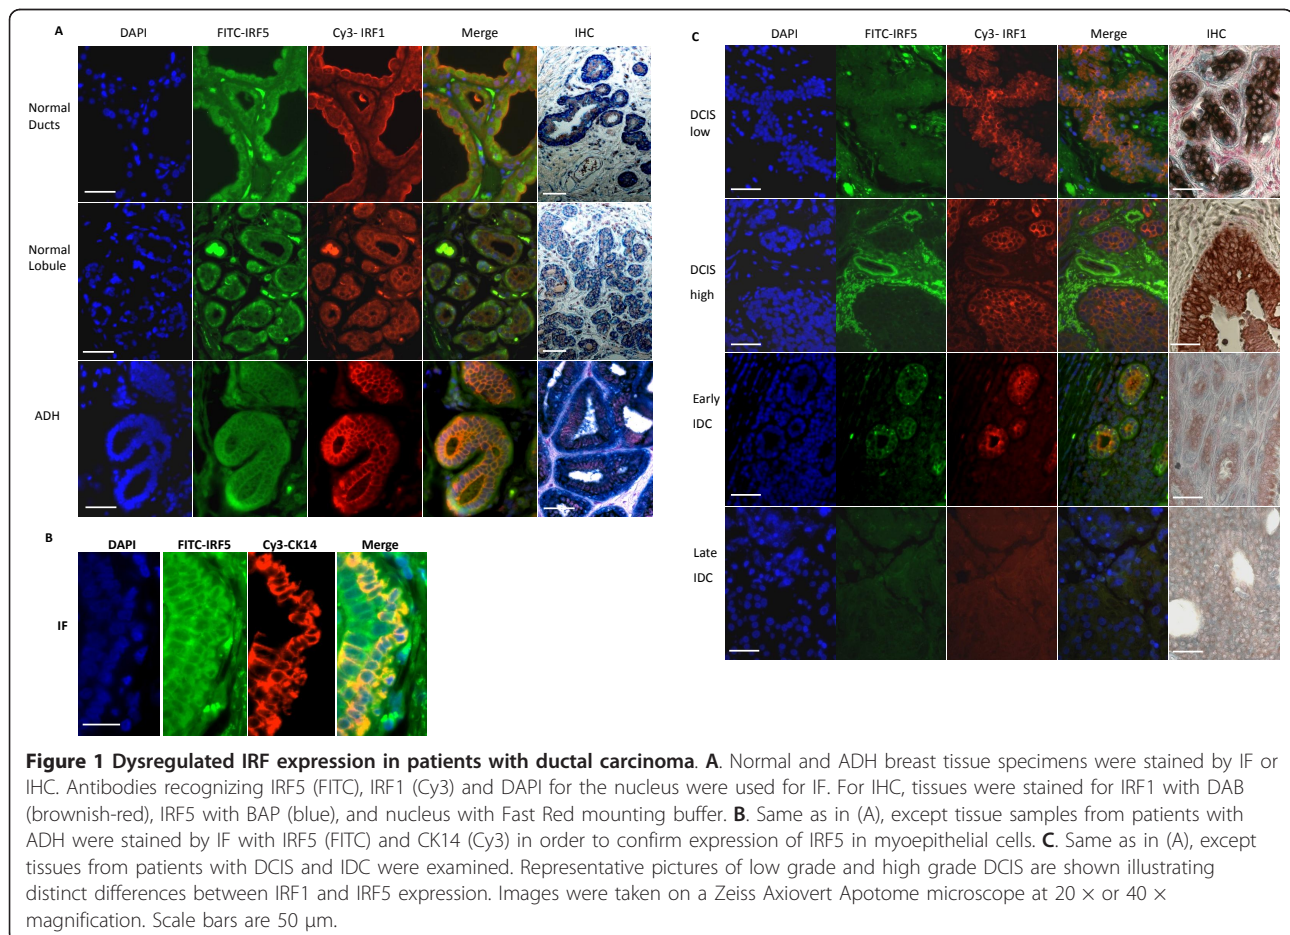 A
DAPI FITC-IRF5 Cy3- IRF1 Merge IHC
Normal
Ducts
Normal
Lobule
ADH
B
DAPI FITC-IRF5 Cy3-CK14 Merge
IF
C
DAPI FITC-IRF5 Cy3- IRF1 Merge IHC
DCIS
low
DCIS
high
Early
IDC
Late
IDC
Figure 1 Dysregulated IRF expression in patients with ductal carcinoma. A. Normal and ADH breast tissue specimens were stained by IF or
IHC. Antibodies recognizing IRF5 (FITC), IRF1 (Cy3) and DAPI for the nucleus were used for IF. For IHC, tissues were stained for IRF1 with DAB
(brownish-red), IRF5 with BAP (blue), and nucleus with Fast Red mounting buffer. B. Same as in (A), except tissue samples from patients with
ADH were stained by IF with IRF5 (FITC) and CK14 (Cy3) in order to confirm expression of IRF5 in myoepithelial cells. C. Same as in (A), except
tissues from patients with DCIS and IDC were examined. Representative pictures of low grade and high grade DCIS are shown illustrating
distinct differences between IRF1 and IRF5 expression. Images were taken on a Zeiss Axiovert Apotome microscope at 20 × or 40 ×
magnification. Scale bars are 50 μm.